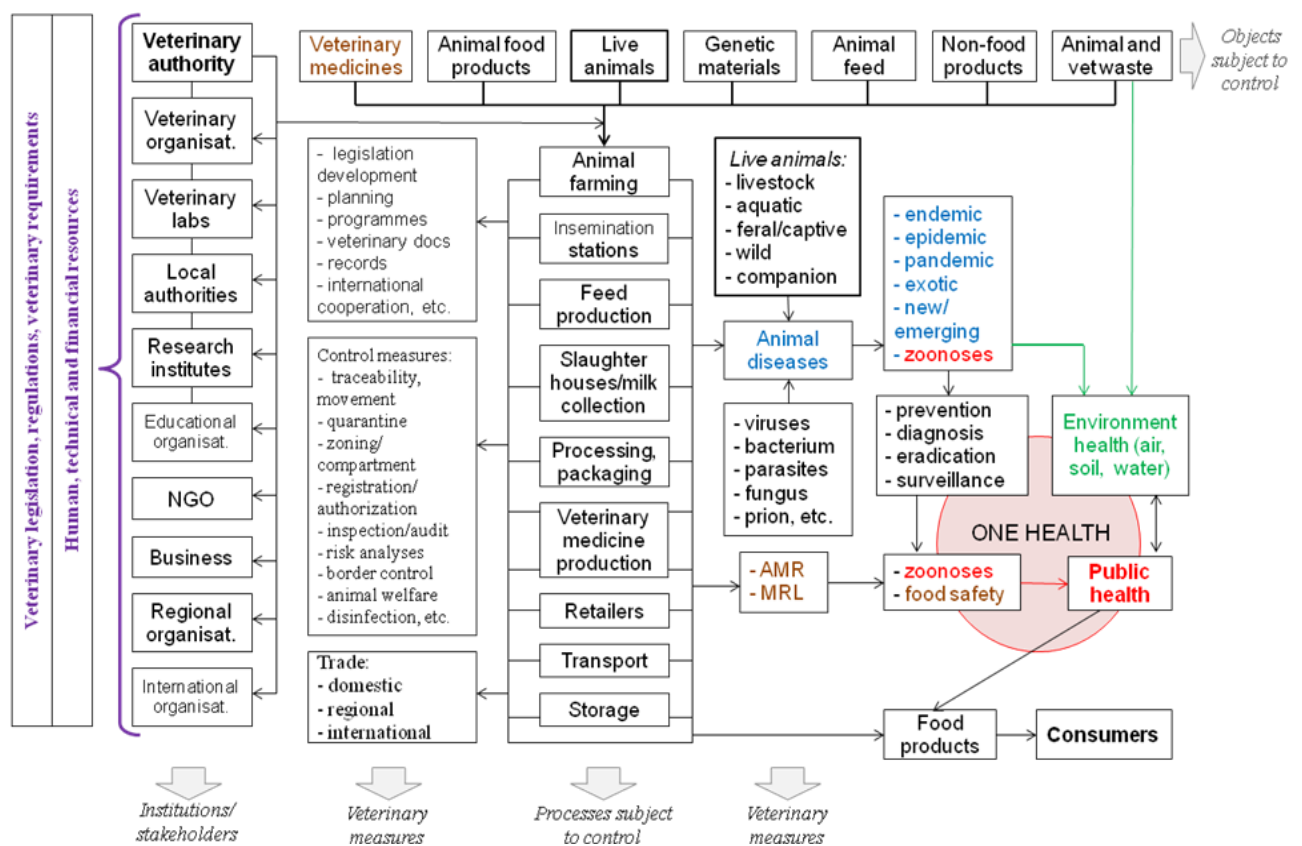 Veterinary legislation, regulations, veterinary requirements
Human, technical and financial resources
Veterinary
authority
Veterinary
organisat.
Veterinary
labs
Local
authorities
Research
institutes
Educational
organisat.
NGO
Business
Regional
organisat.
International
organisat.
Institutions/
stakeholders
Veterinary
medicines
Animal food
products
Live
animals
Genetic
materials
Animal
feed
Non-food
products
Animal and
vet waste
Objects
subject to
control
- legislation
development
- planning
- programmes
- veterinary docs
- records
- international
cooperation, etc.
Control measures:
- traceability,
movement
- quarantine
- zoning/
compartment
- registration/
authorization
- inspection/audit
- risk analyses
- border control
- animal welfare
- disinfection, etc.
Trade:
- domestic
- regional
- international
Veterinary
measures
Animal
farming
Insemination
stations
Feed
production
Slaughter
houses/milk
collection
Processing,
packaging
Veterinary
medicine
production
Retailers
Transport
Storage
Processes subject
to control
Live animals:
- livestock
- aquatic
- feral/captive
- wild
- companion
Animal
diseases
- viruses
- bacterium
- parasites
- fungus
- prion, etc.
- AMR
- MRL
Veterinary
measures
- endemic
- epidemic
- pandemic
- exotic
- new/
emerging
- zoonoses
- prevention
- diagnosis
- eradication
- surveillance
Environment
health (air,
soil, water)
ONE HEALTH
- zoonoses
- food safety
Public
health
Food
products
Consumers